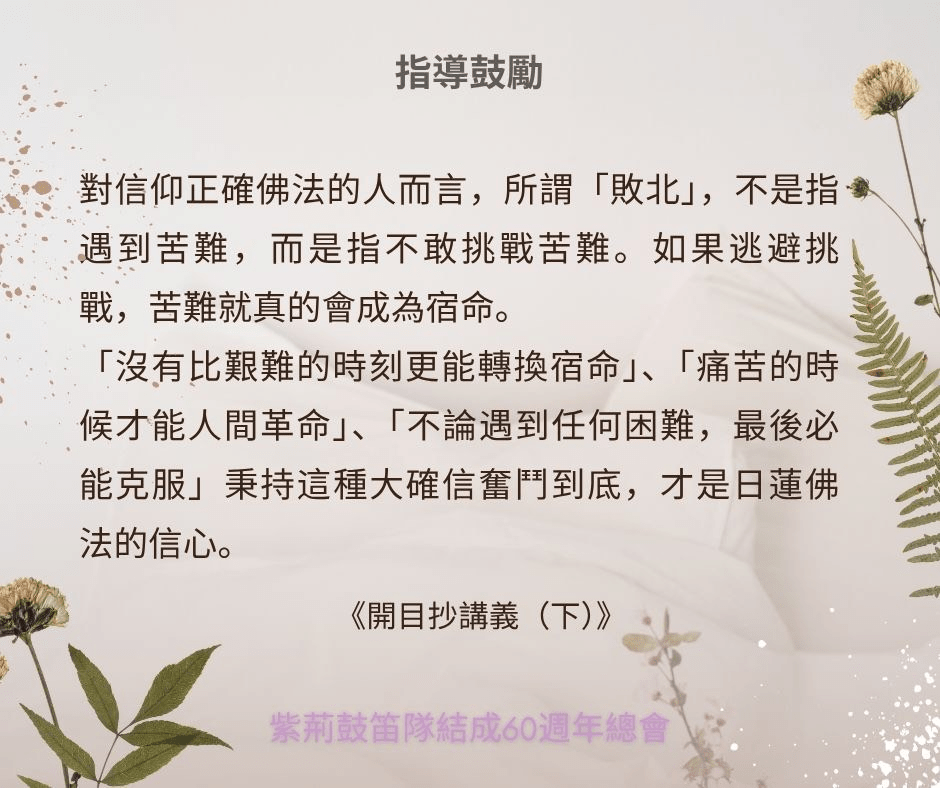 指導鼓勵
對信仰正確佛法的人而言，所謂「敗北」，不是指
遇到苦難，而是指不敢挑戰苦難。如果逃避挑
戰，苦難就真的會成為宿命。
「沒有比艱難的時刻更能轉換宿命」、「痛苦的時
候才能人間革命」、「不論遇到任何困難，最後必
能克服」秉持這種大確信奮鬥到底，才是日蓮佛
法的信心。
《開目抄講義（下）》
紫荊鼓笛隊結成60週年總會